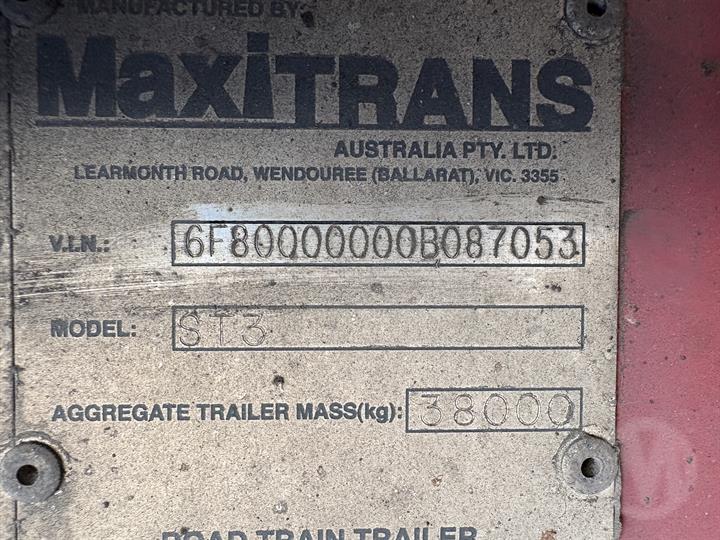 MANUFACTURED BY
MaxiTRANS
AUSTRALIA PTY. LTD.
LEARMONTH ROAD, WENDOUREE (BALLARAT), VIC. 3355
V.I.N.: 6F80000000B087053
MODEL: ST3
AGGREGATE TRAILER MASS(kg): 38000
ROAD TRAIN TRAILER
M